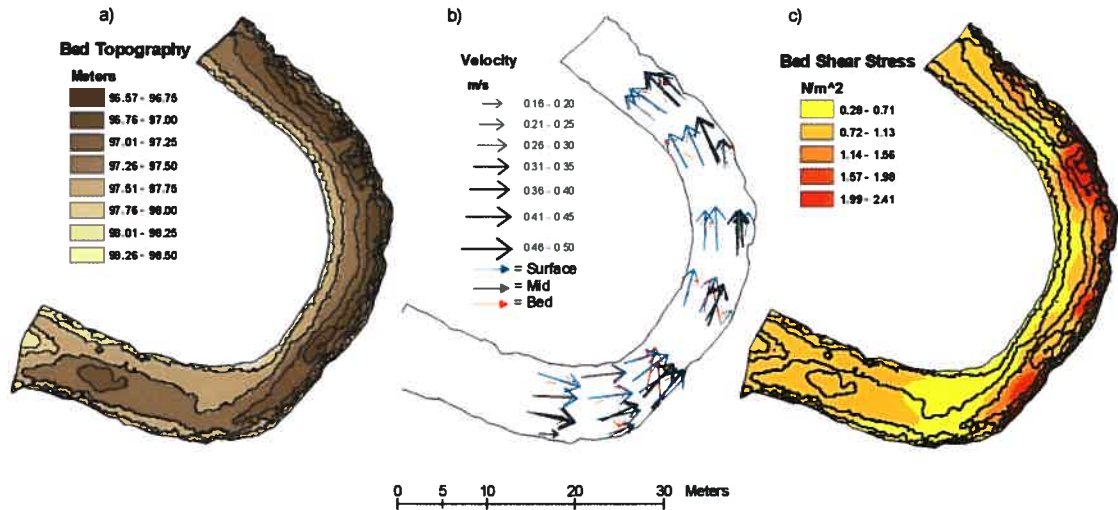 a)
Bed Topography
Meters
96.57 - 96.75
96.76 - 97.00
97.01 - 97.25
97.26 - 97.50
97.51 - 97.75
97.76 - 98.00
98.01 - 98.25
98.26 - 98.50
b)
Velocity
m/s
0.16 - 0.20
0.21 - 0.25
0.26 - 0.30
0.31 - 0.35
0.36 - 0.40
0.41 - 0.45
0.46 - 0.50
= Surface
= Mid
= Bed
c)
Bed Shear Stress
N/m^2
0.28 - 0.71
0.72 - 1.13
1.14 - 1.56
1.57 - 1.98
1.99 - 2.41
0 5 10 20 30 Meters